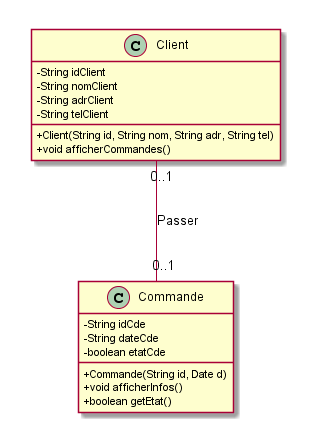 C Client
-String idClient
-String nomClient
-String adrClient
-String telClient
+Client(String id, String nom, String adr, String tel)
+void afficherCommandes()
0..1
Passer
0..1
C Commande
-String idCde
-String dateCde
-boolean etatCde
+Commande(String id, Date d)
+void afficherInfos()
+boolean getEtat()